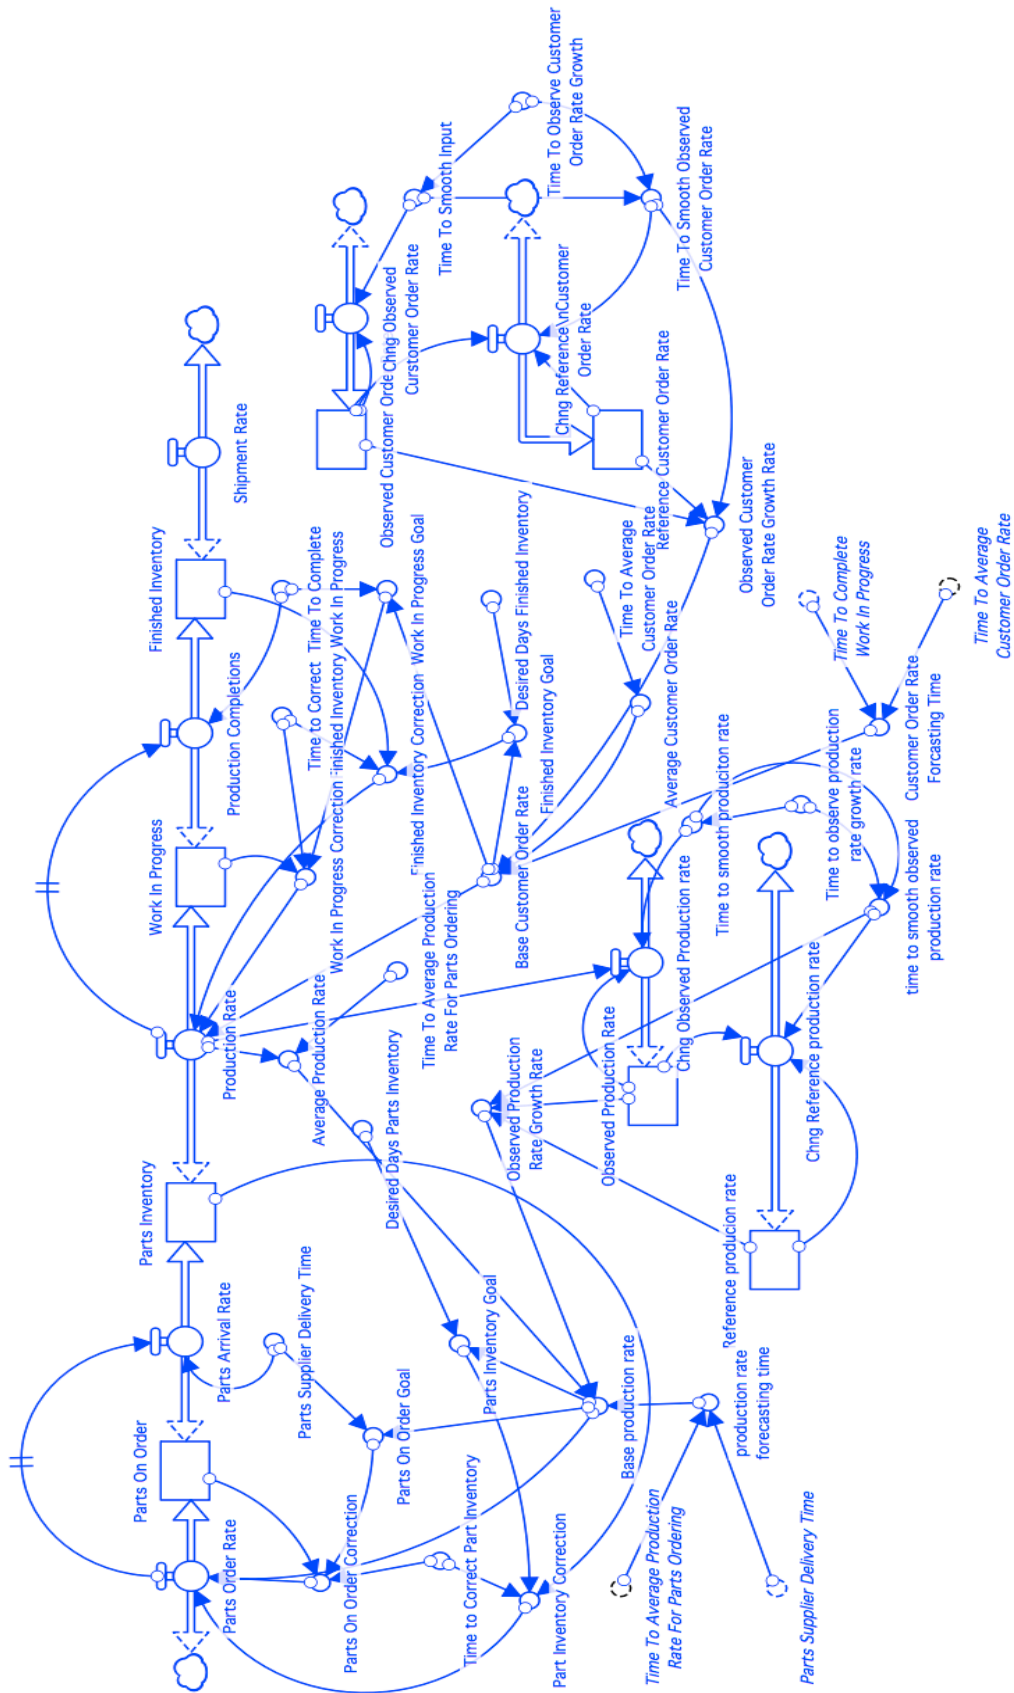 Parts Order Rate
Parts On Order
Parts Arrival Rate
Parts Inventory
Production Rate
Work In Progress
Production Completions
Finished Inventory
Shipment Rate
Parts On Order Correction
Parts Supplier Delivery Time
Average Production Rate
Work In Progress Correction
Time to Correct
Finished Inventory
Time To Complete
Work In Progress
Observed Customer Orde
Chng Observed
Curstomer Order Rate
Time To Smooth Input
Parts On Order Goal
Desired Days Parts Inventory
Finished Inventory Correction
Work In Progress Goal
Time to Correct Part Inventory
Parts Inventory Goal
Time To Average Production
Rate For Parts Ordering
Base Customer Order Rate
Finished Inventory Goal
Desired Days Finished Inventory
Chng Reference\nCustomer
Order Rate
Time To Observe Customer
Order Rate Growth
Part Inventory Correction
Observed Production
Rate Growth Rate
Base production rate
Observed Production Rate
Chng Observed Production rate
Average Customer Order Rate
Time To Average
Customer Order Rate
Reference Customer Order Rate
Time To Smooth Observed
Customer Order Rate
Time To Average Production
Rate For Parts Ordering
production rate
forecasting time
Reference producion rate
Time to smooth produciton rate
Observed Customer
Order Rate Growth Rate
Parts Supplier Delivery Time
Chng Reference production rate
Time to observe production
rate growth rate
Time To Complete
Work In Progress
time to smooth observed
production rate
Customer Order Rate
Forcasting Time
Time To Average
Customer Order Rate